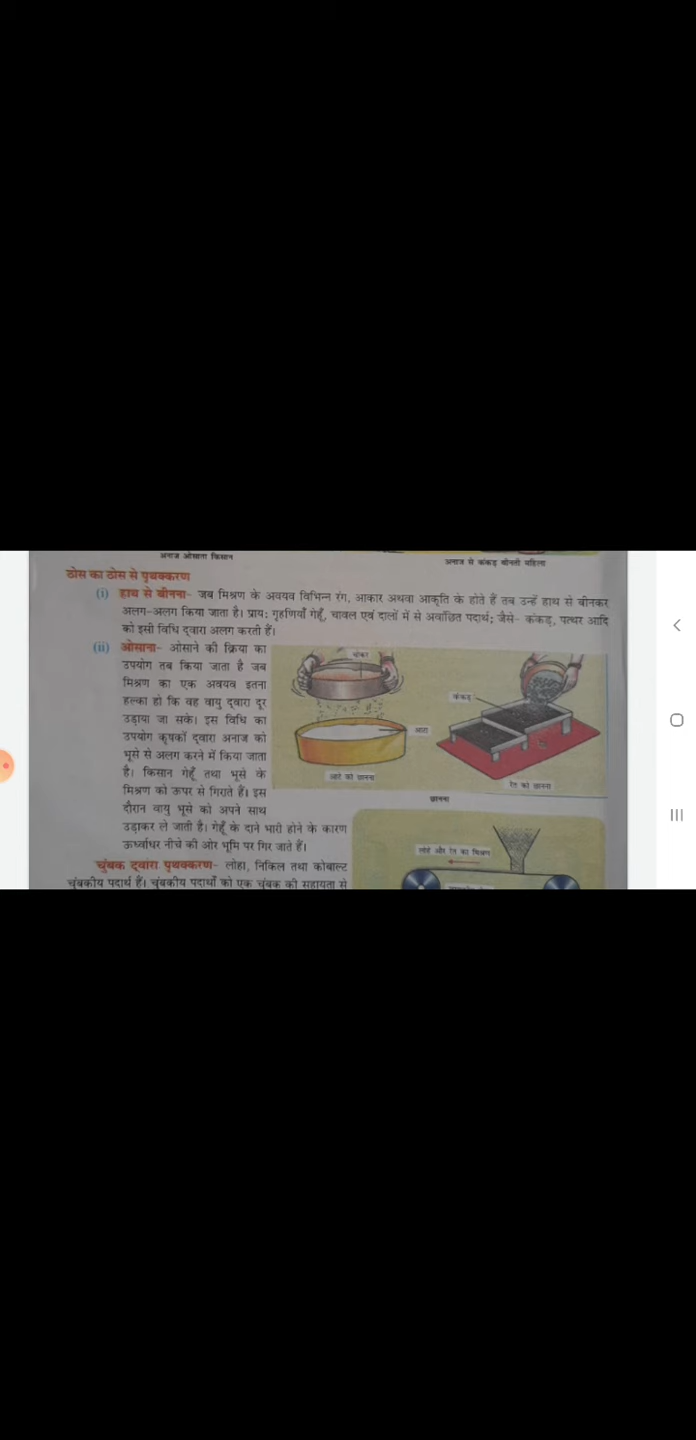 अनाज ओसाता किसान
अनाज से कंकड़ बीनती महिला
ठोस का ठोस से पृथक्करण
(i) हाथ से बीनना- जब मिश्रण के अवयव विभिन्न रंग, आकार अथवा आकृति के होते हैं तब उन्हें हाथ से बीनकर
अलग-अलग किया जाता है। प्राय: गृहणियाँ गेहूँ, चावल एवं दालों में से अवांछित पदार्थ; जैसे- कंकड़, पत्थर आदि
को इसी विधि द्वारा अलग करती हैं।
(ii) ओसाना- ओसाने की क्रिया का
उपयोग तब किया जाता है जब
मिश्रण का एक अवयव इतना
हल्का हो कि वह वायु द्वारा दूर
उड़ाया जा सके। इस विधि का
उपयोग कृषकों द्वारा अनाज को
भूसे से अलग करने में किया जाता
है। किसान गेहूँ तथा भूसे के
मिश्रण को ऊपर से गिराते हैं। इस
दौरान वायु भूसे को अपने साथ
उड़ाकर ले जाती है। गेहूँ के दाने भारी होने के कारण
ऊर्ध्वाधर नीचे की ओर भूमि पर गिर जाते हैं।
चोकर
आटा
आटे को छानना
कंकड़
रेत
रेत को छानना
छानना
चुंबक द्वारा पृथक्करण- लोहा, निकिल तथा कोबाल्ट
चुंबकीय पदार्थ हैं। चुंबकीय पदार्थों को एक चुंबक की सहायता से
लोहे और रेत का मिश्रण